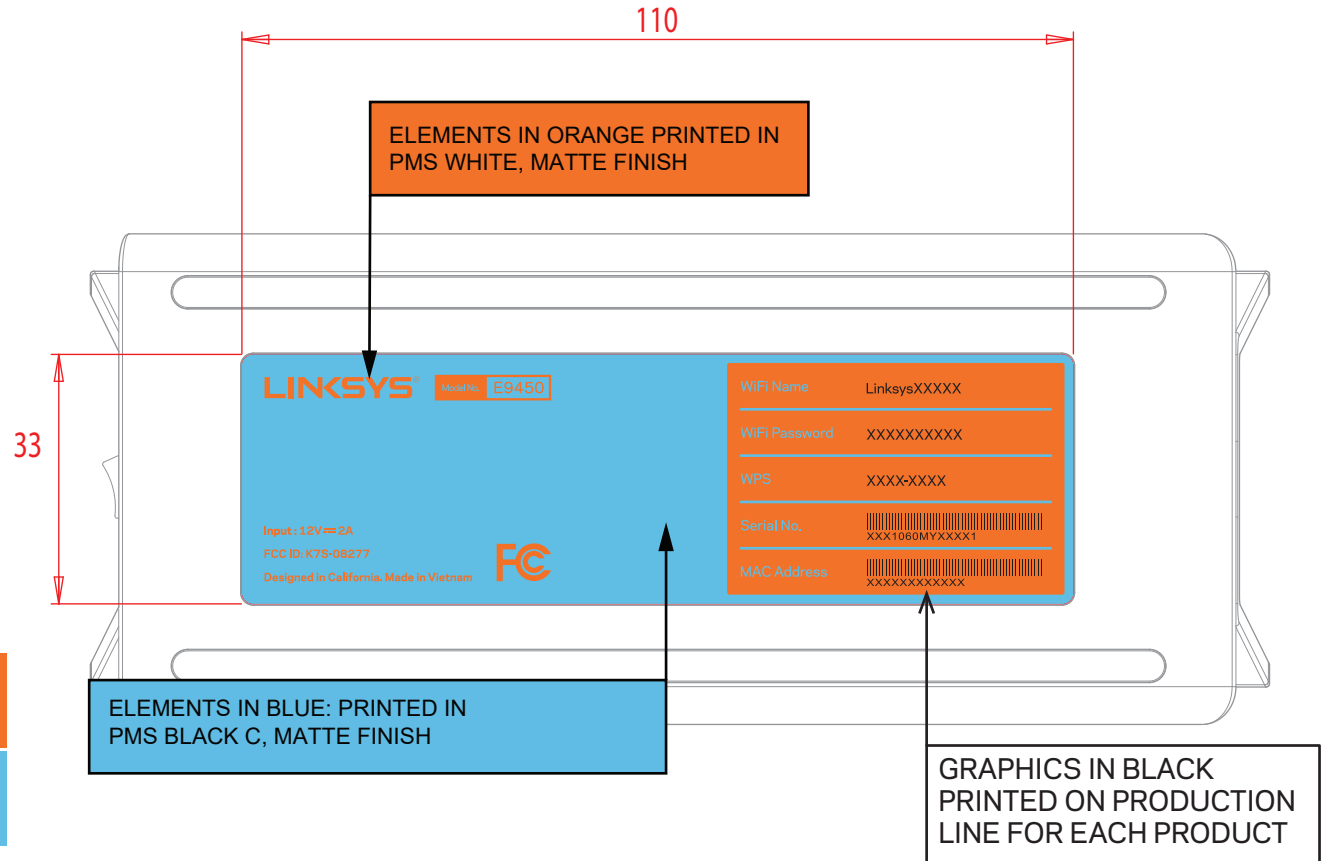 110
ELEMENTS IN ORANGE PRINTED IN
PMS WHITE, MATTE FINISH
33
LINKSYS® Model No. E9450
Input : 12V⎓2A
FCC ID: K7S-08277
Designed in California, Made in Vietnam
FC
WiFi Name LinksysXXXXX
WiFi Password XXXXXXXXXX
WPS XXXX-XXXX
Serial No.
XXX1060MYXXXX1
MAC Address
XXXXXXXXXXXX
ELEMENTS IN BLUE: PRINTED IN
PMS BLACK C, MATTE FINISH
GRAPHICS IN BLACK
PRINTED ON PRODUCTION
LINE FOR EACH PRODUCT